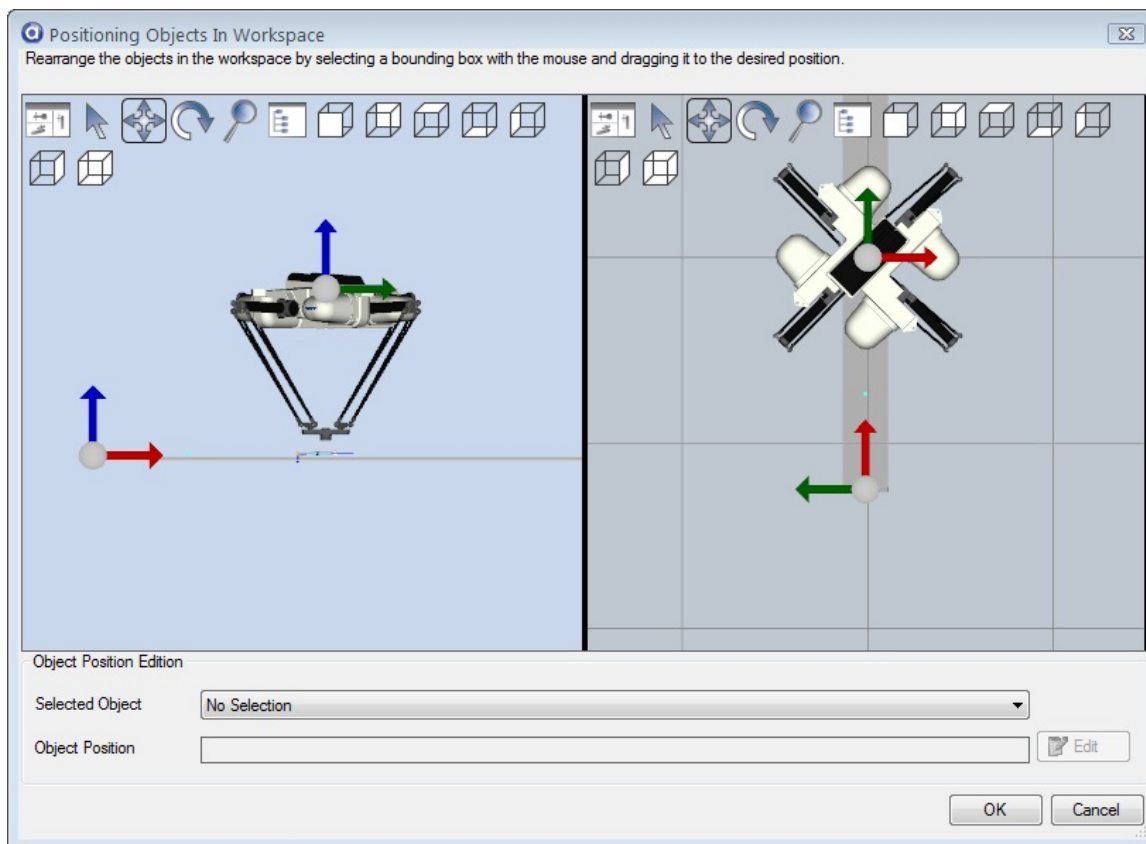 Positioning Objects In Workspace
Rearrange the objects in the workspace by selecting a bounding box with the mouse and dragging it to the desired position.
Object Position Edition
Selected Object
No Selection
Object Position
Edit
OK
Cancel